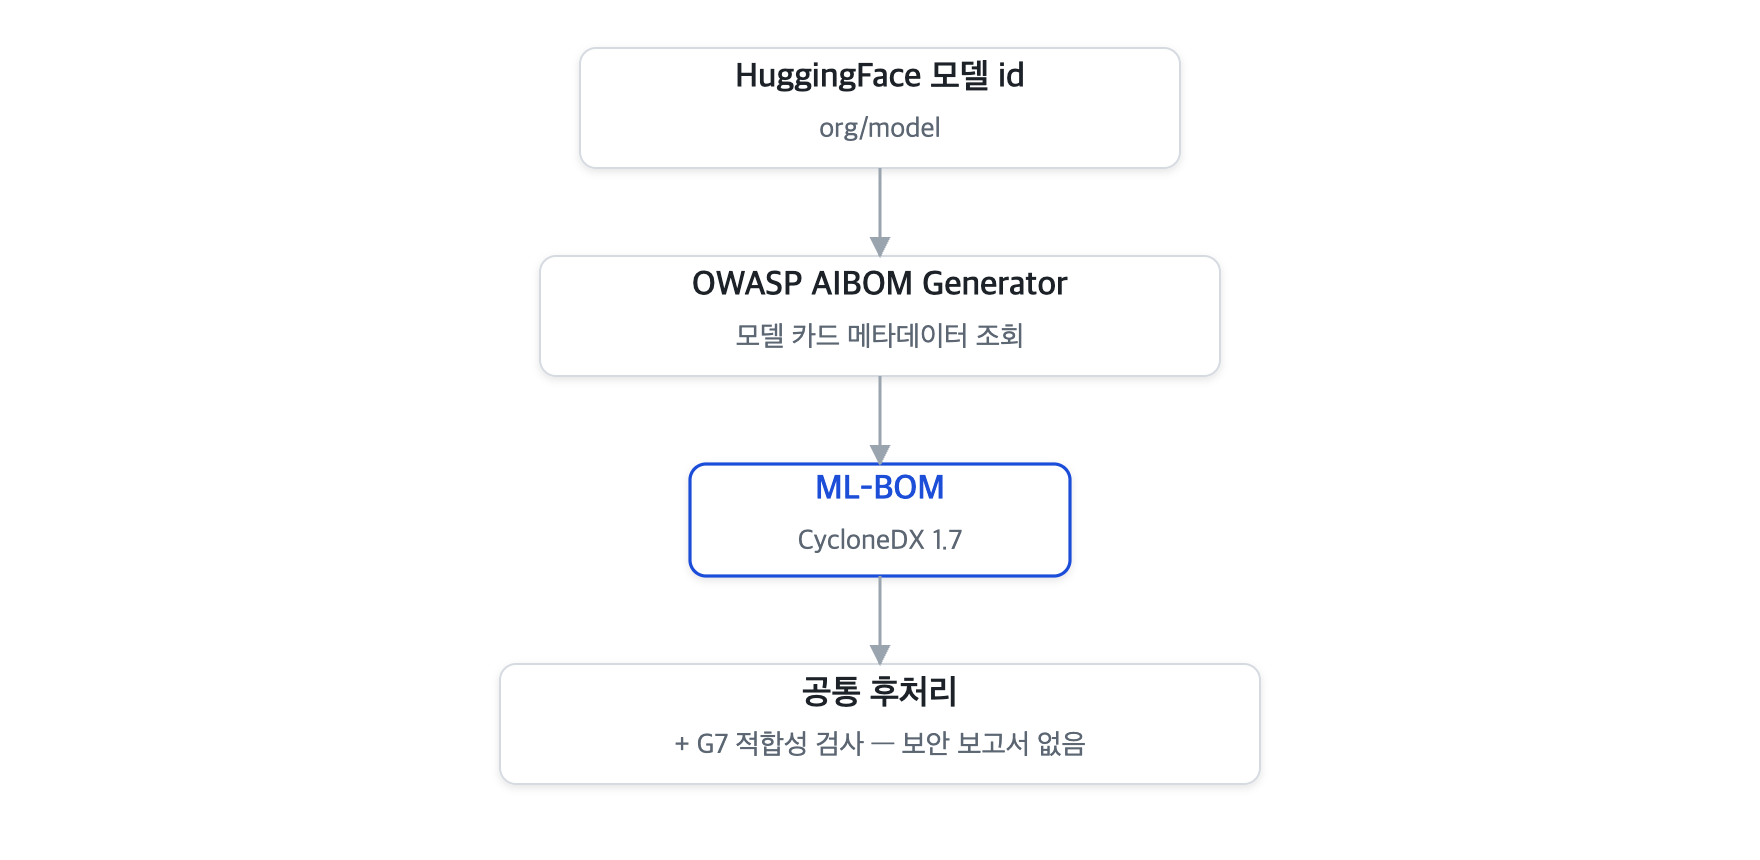 HuggingFace 모델 id
org/model
OWASP AIBOM Generator
모델 카드 메타데이터 조회
ML-BOM
CycloneDX 1.7
공통 후처리
+ G7 적합성 검사 — 보안 보고서 없음